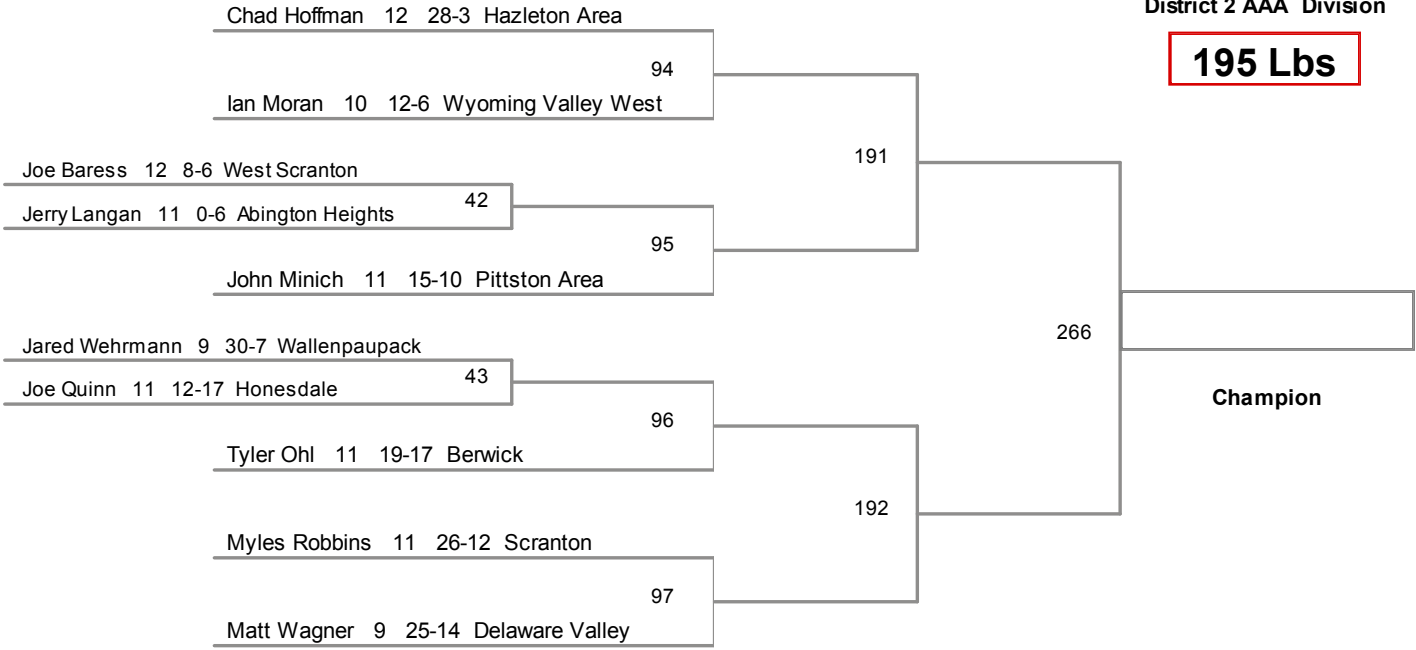 District 2 AAA Division
195 Lbs
Chad Hoffman 12 28-3 Hazleton Area
94
Ian Moran 10 12-6 Wyoming Valley West
191
Joe Baress 12 8-6 West Scranton
42
Jerry Langan 11 0-6 Abington Heights
95
John Minich 11 15-10 Pittston Area
266
Jared Wehrmann 9 30-7 Wallenpaupack
43
Joe Quinn 11 12-17 Honesdale
Champion
96
Tyler Ohl 11 19-17 Berwick
192
Myles Robbins 11 26-12 Scranton
97
Matt Wagner 9 25-14 Delaware Valley